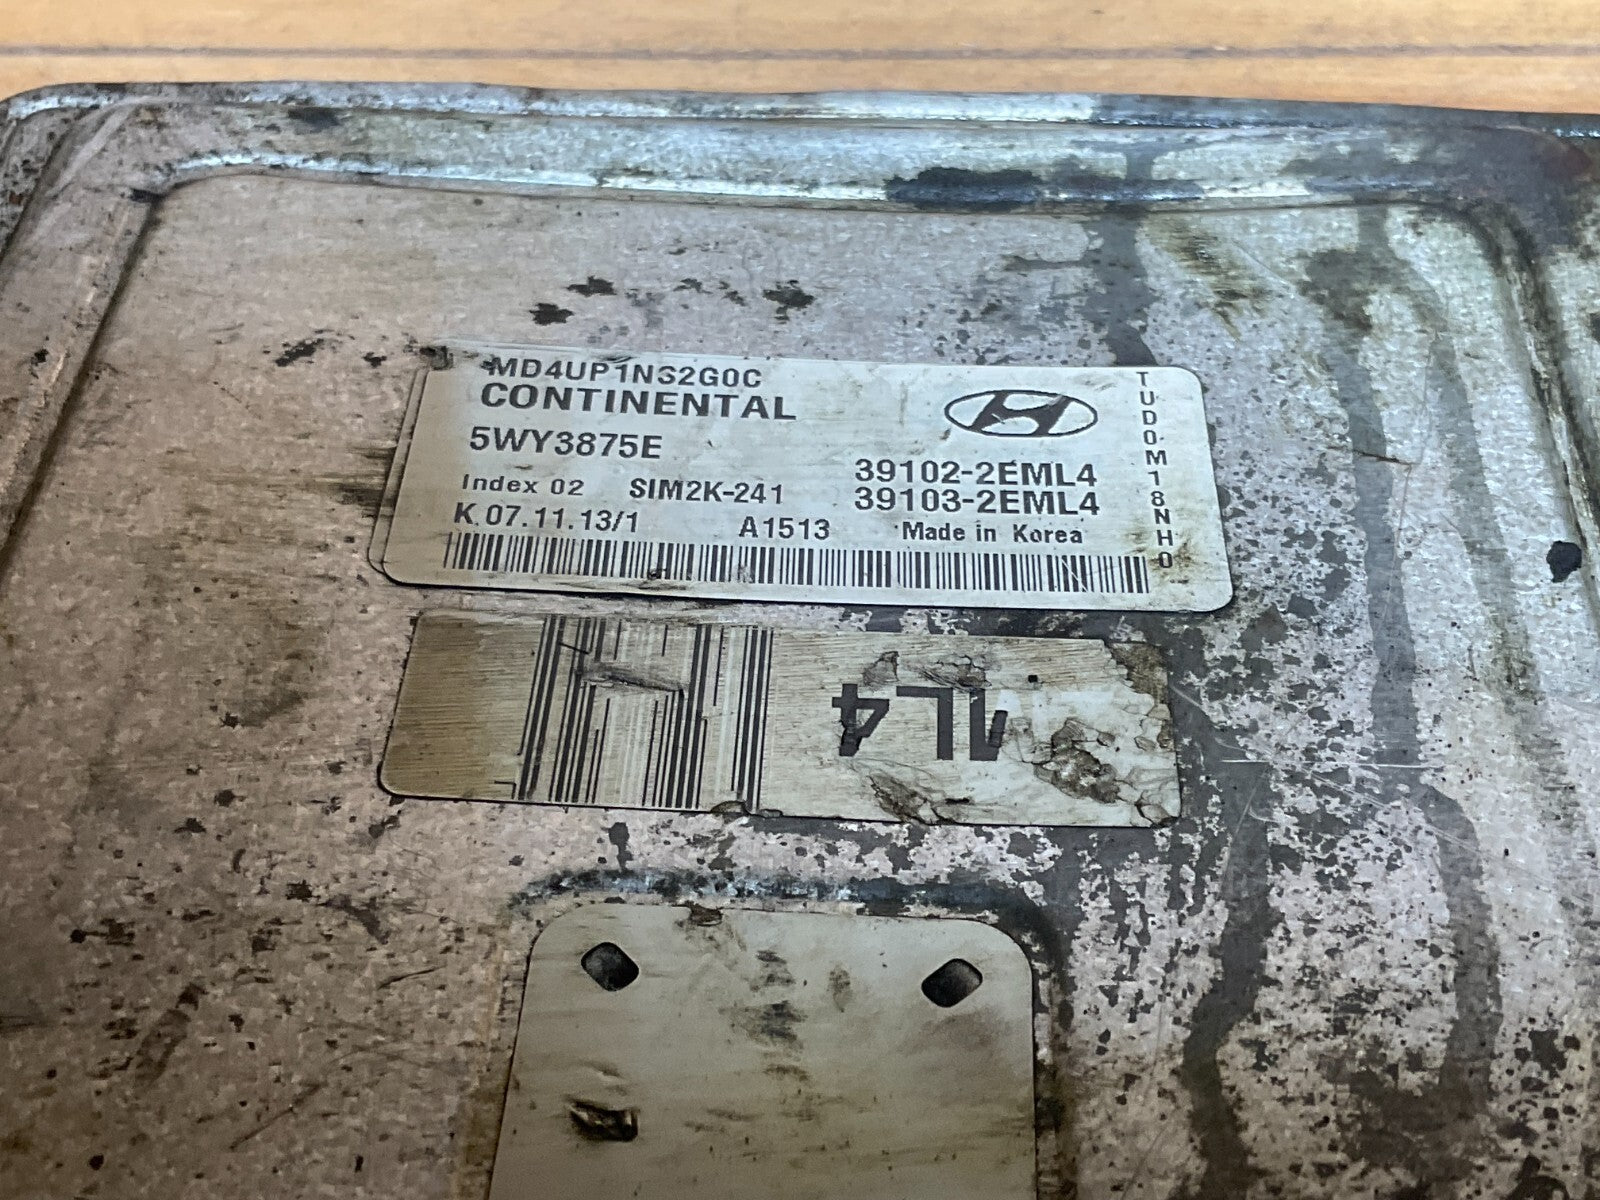 MD4UP1NS2G0C
CONTINENTAL
5WY3875E
39102-2EML4
Index 02 SIM2K-241 39103-2EML4
K 07.11.13/1 A1513 Made in Korea
TUD0M18NH0
L4